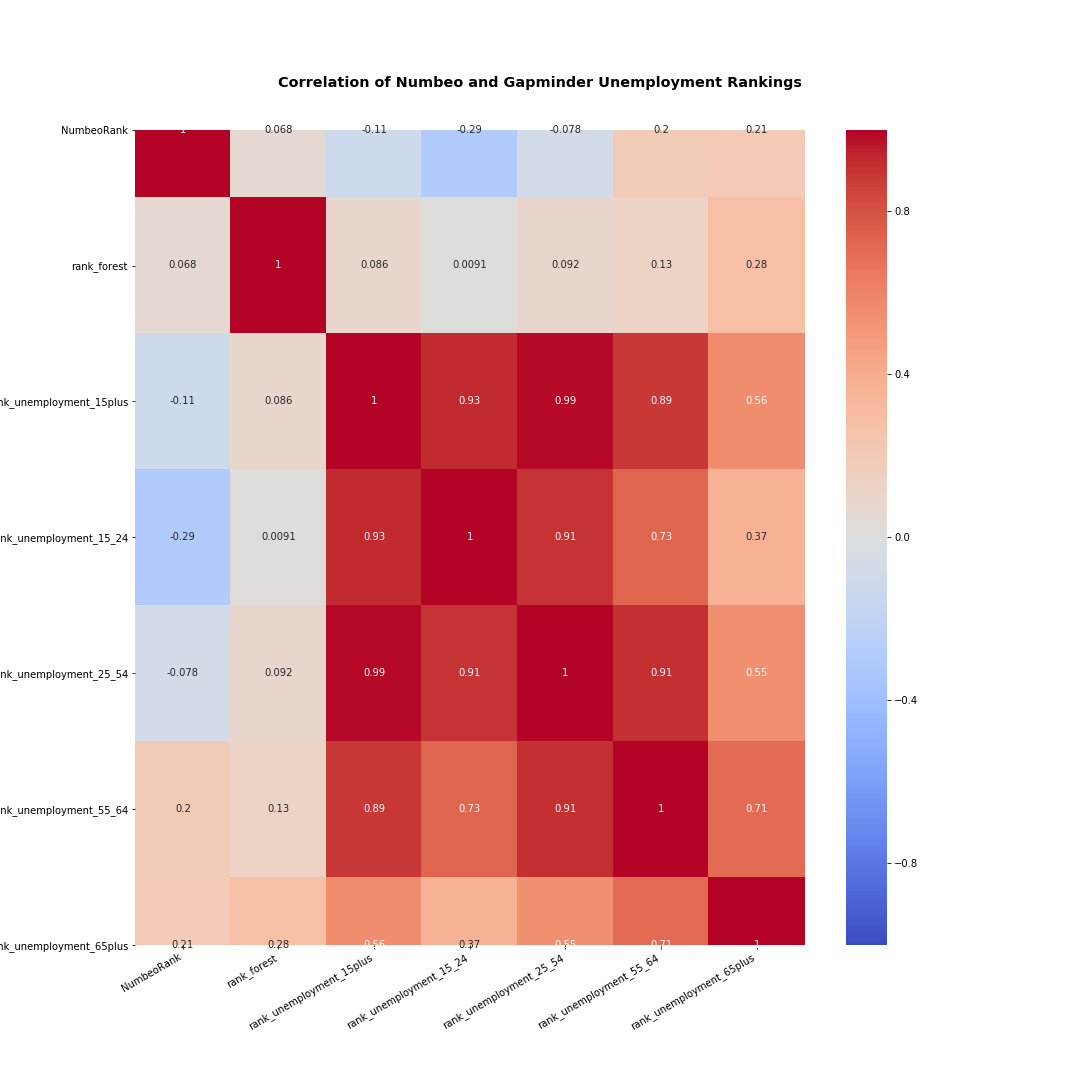 Correlation of Numbeo and Gapminder Unemployment Rankings
NumbeoRank 1 0.068 -0.11 -0.29 -0.078 0.2 0.21
rank_forest 0.068 1 0.086 0.0091 0.092 0.13 0.28
nk_unemployment_15plus -0.11 0.086 1 0.93 0.99 0.89 0.56
nk_unemployment_15_24 -0.29 0.0091 0.93 1 0.91 0.73 0.37
nk_unemployment_25_54 -0.078 0.092 0.99 0.91 1 0.91 0.55
nk_unemployment_55_64 0.2 0.13 0.89 0.73 0.91 1 0.71
nk_unemployment_65plus 0.21 0.28 0.56 0.37 0.55 0.71 1
NumbeoRank
rank_forest
rank_unemployment_15plus
rank_unemployment_15_24
rank_unemployment_25_54
rank_unemployment_55_64
rank_unemployment_65plus
0.8
0.4
0.0
−0.4
−0.8